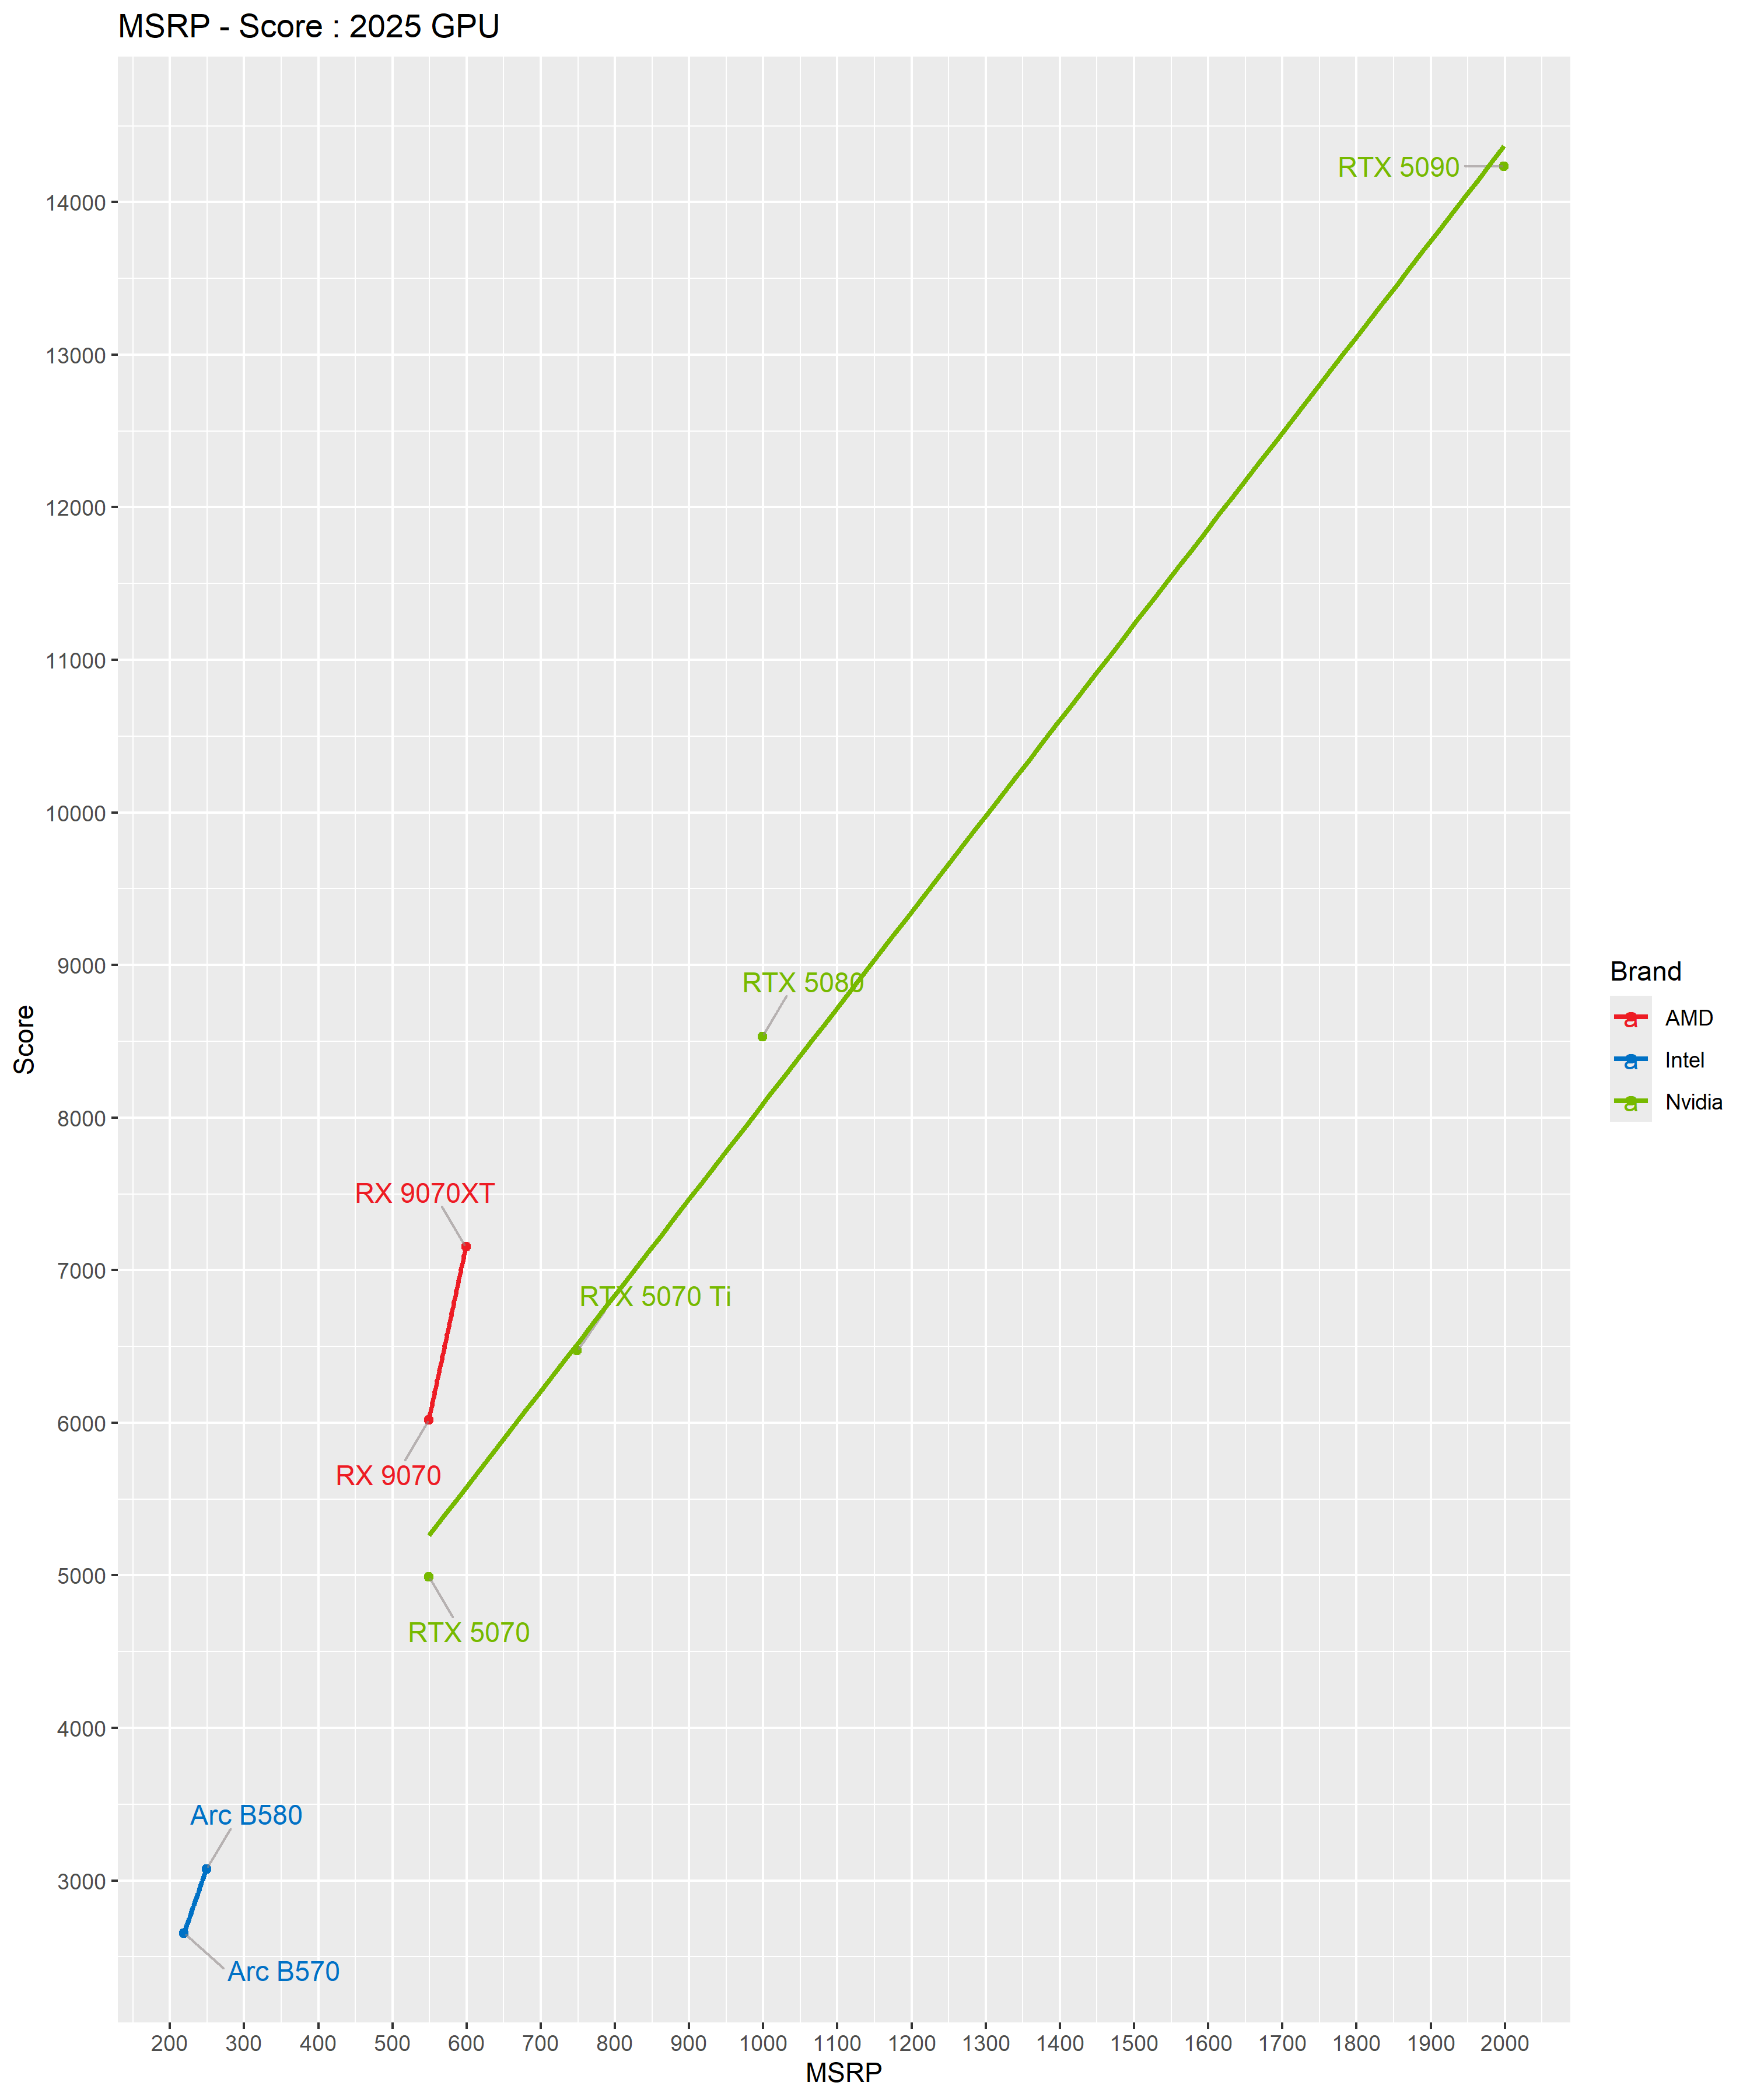 MSRP - Score : 2025 GPU
14000
13000
12000
11000
10000
9000
8000
7000
6000
5000
4000
3000
Score
RTX 5090
RTX 5080
RX 9070XT
RTX 5070 Ti
RX 9070
RTX 5070
Arc B580
Arc B570
200 300 400 500 600 700 800 900 1000 1100 1200 1300 1400 1500 1600 1700 1800 1900 2000
MSRP
Brand
a AMD
a Intel
a Nvidia